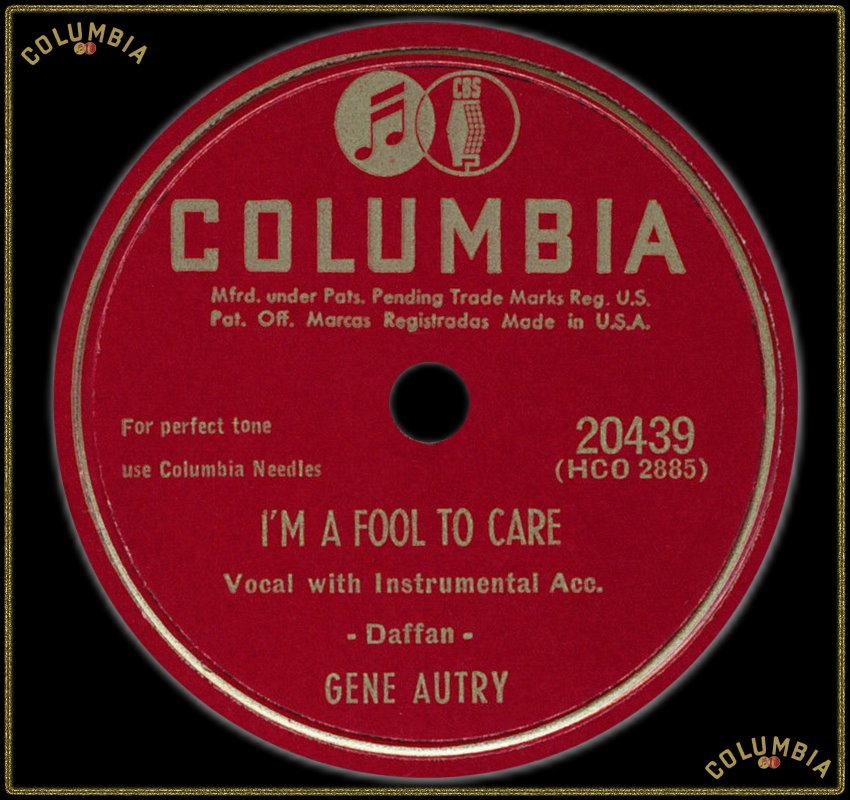 COLUMBIA
CBS
COLUMBIA
Mfrd. under Pats. Pending Trade Marks Reg. U.S.
Pat. Off. Marcas Registradas Made in U.S.A.
For perfect tone
use Columbia Needles
20439
(HCO 2885)
I'M A FOOL TO CARE
Vocal with Instrumental Acc.
- Daffan -
GENE AUTRY
COLUMBIA